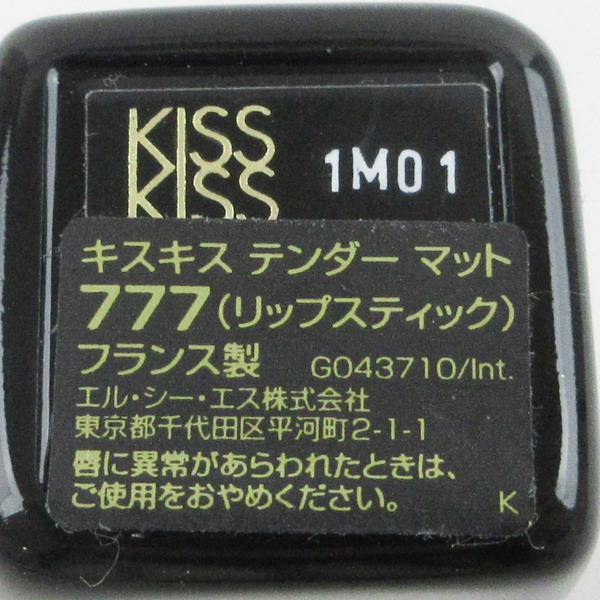 KISS
KISS
1M01
キスキス テンダー マット
777(リップスティック)
フランス製 G043710/Int.
エル・シー・エス株式会社
東京都千代田区平河町2-1-1
唇に異常があらわれたときは、
ご使用をおやめください。 K